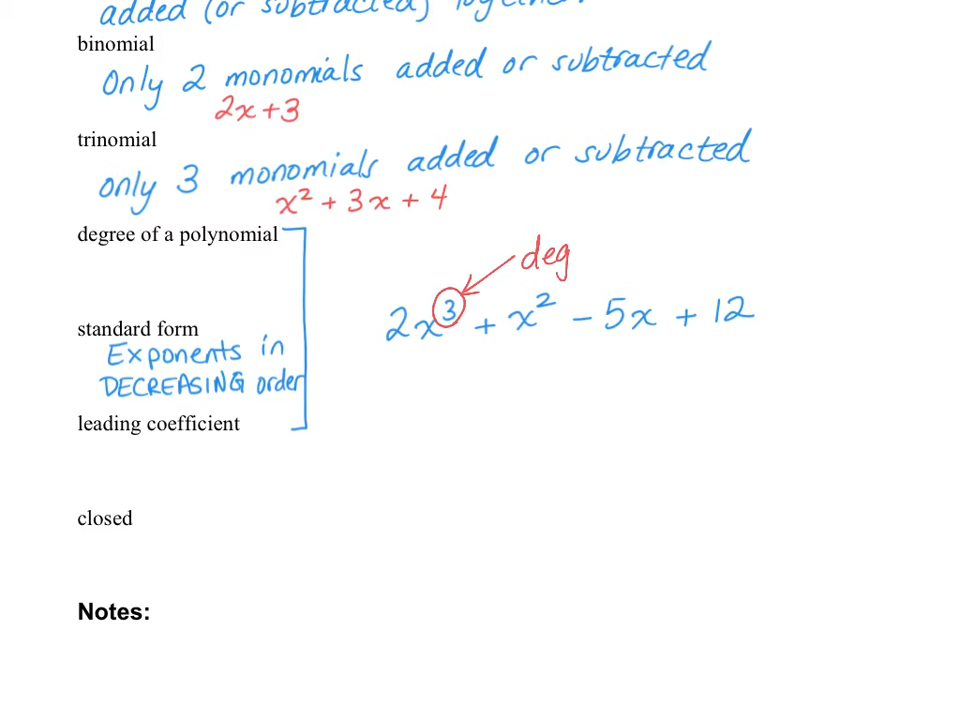 added (or subtracted) together.
binomial
Only 2 monomials added or subtracted
2x+3
trinomial
only 3 monomials added or subtracted
x² + 3x + 4
degree of a polynomial
deg
2x³ + x² - 5x + 12
standard form
Exponents in
DECREASING order
leading coefficient
closed
Notes: